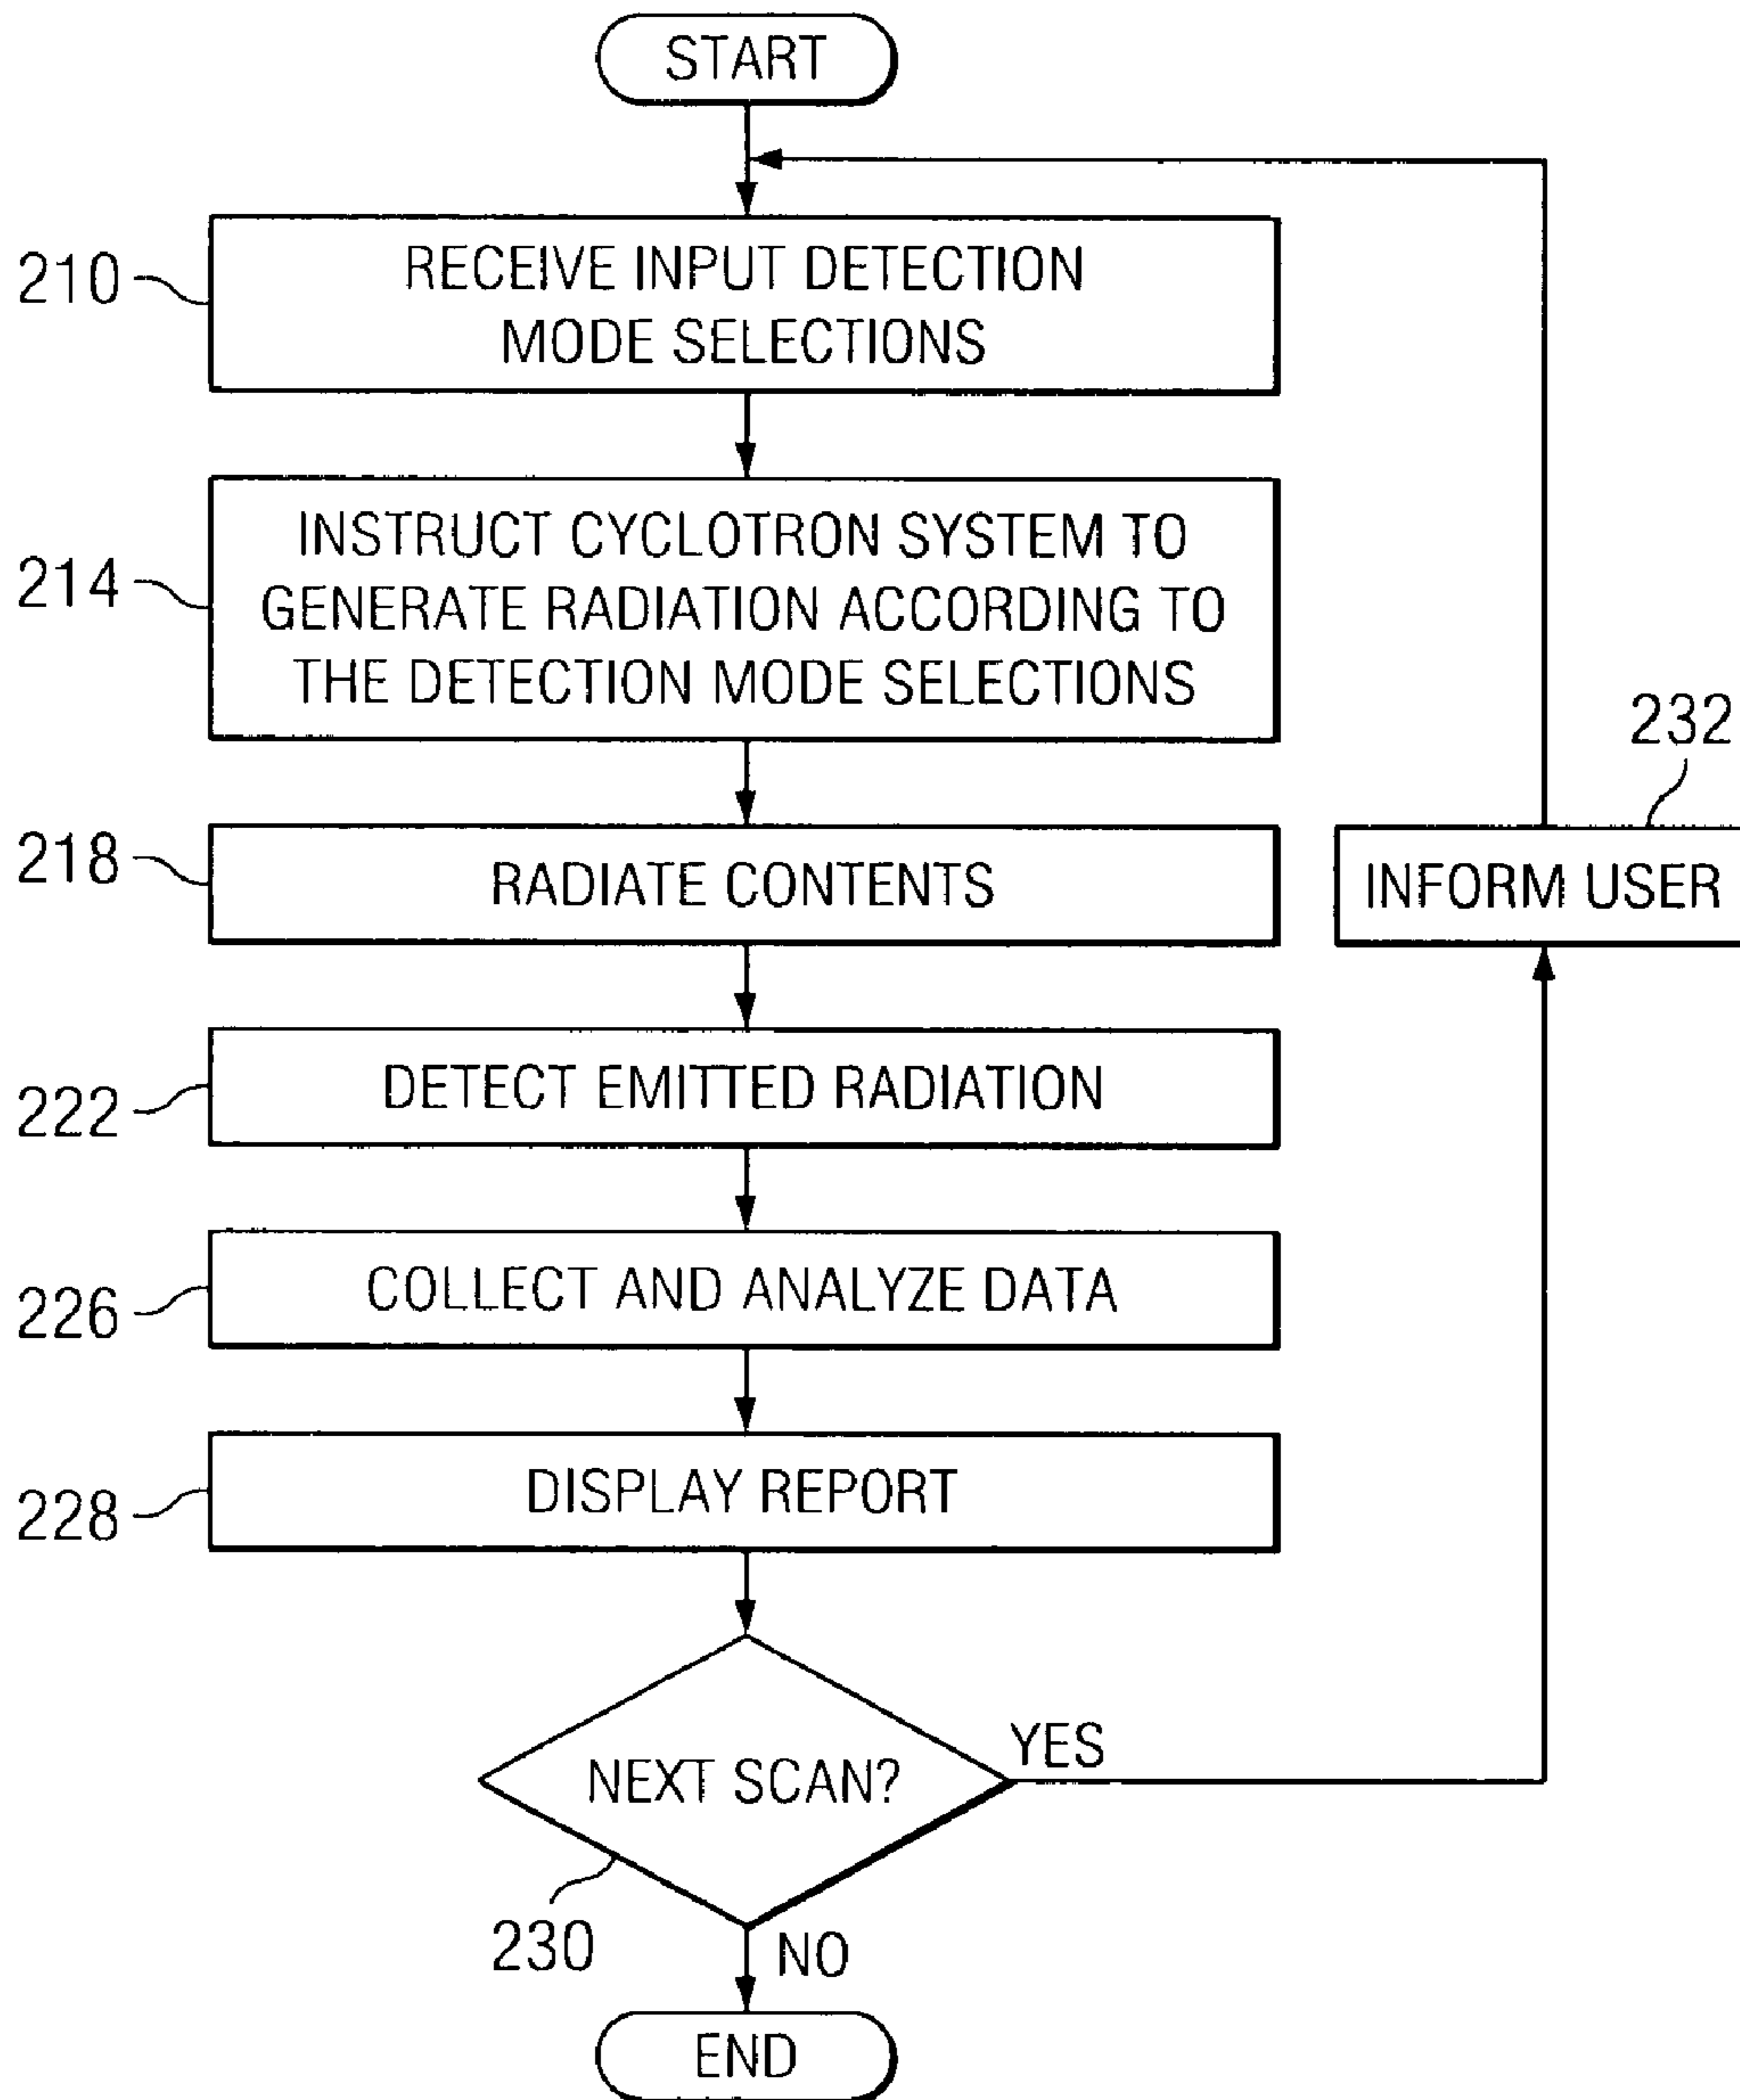 START
210
RECEIVE INPUT DETECTION
MODE SELECTIONS
214
INSTRUCT CYCLOTRON SYSTEM TO
GENERATE RADIATION ACCORDING TO
THE DETECTION MODE SELECTIONS
232
218
RADIATE CONTENTS
INFORM USER
222
DETECT EMITTED RADIATION
226
COLLECT AND ANALYZE DATA
228
DISPLAY REPORT
NEXT SCAN?
YES
230
NO
END